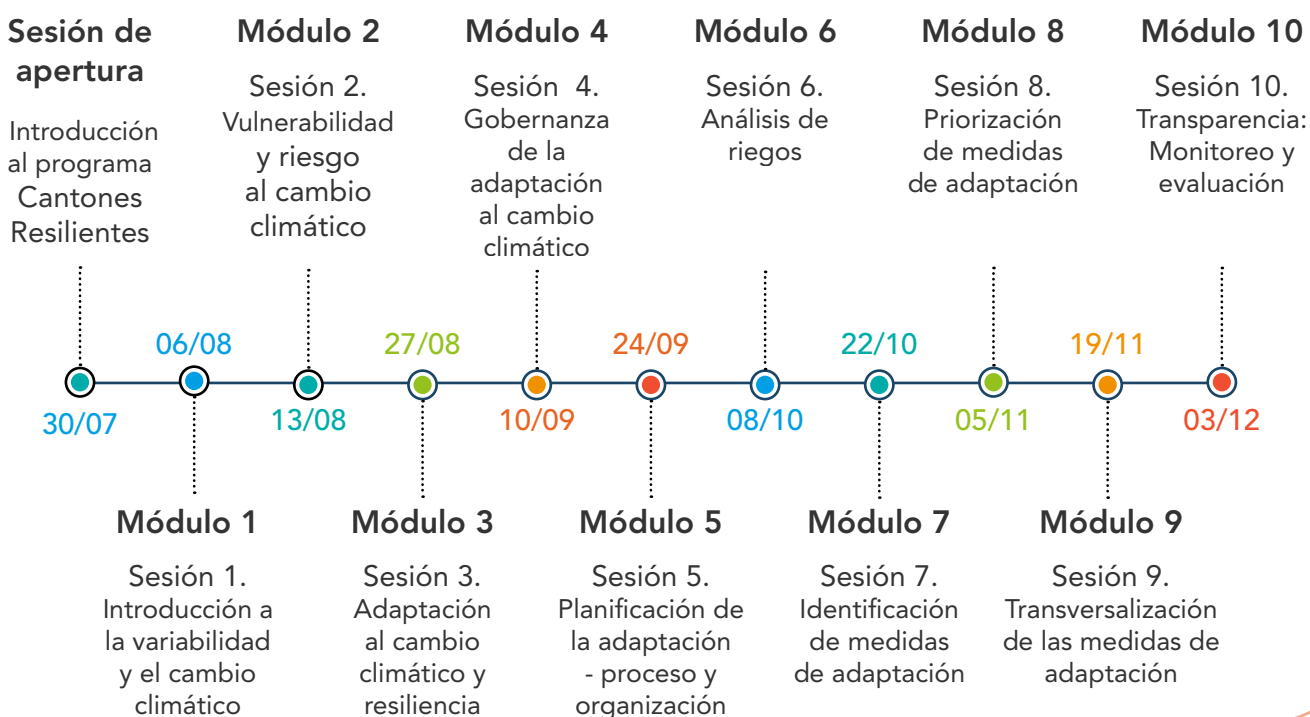 Sesión de
apertura
Introducción
al programa
Cantones
Resilientes
Módulo 2
Sesión 2.
Vulnerabilidad
y riesgo
al cambio
climático
Módulo 4
Sesión 4.
Gobernanza
de la
adaptación
al cambio
climático
Módulo 6
Sesión 6.
Análisis de
riegos
Módulo 8
Sesión 8.
Priorización
de medidas
de adaptación
Módulo 10
Sesión 10.
Transparencia:
Monitoreo y
evaluación
30/07
06/08
13/08
27/08
10/09
24/09
08/10
22/10
05/11
19/11
03/12
Módulo 1
Sesión 1.
Introducción a
la variabilidad
y el cambio
climático
Módulo 3
Sesión 3.
Adaptación
al cambio
climático y
resiliencia
Módulo 5
Sesión 5.
Planificación de
la adaptación
- proceso y
organización
Módulo 7
Sesión 7.
Identificación
de medidas
de adaptación
Módulo 9
Sesión 9.
Transversalización
de las medidas de
adaptación